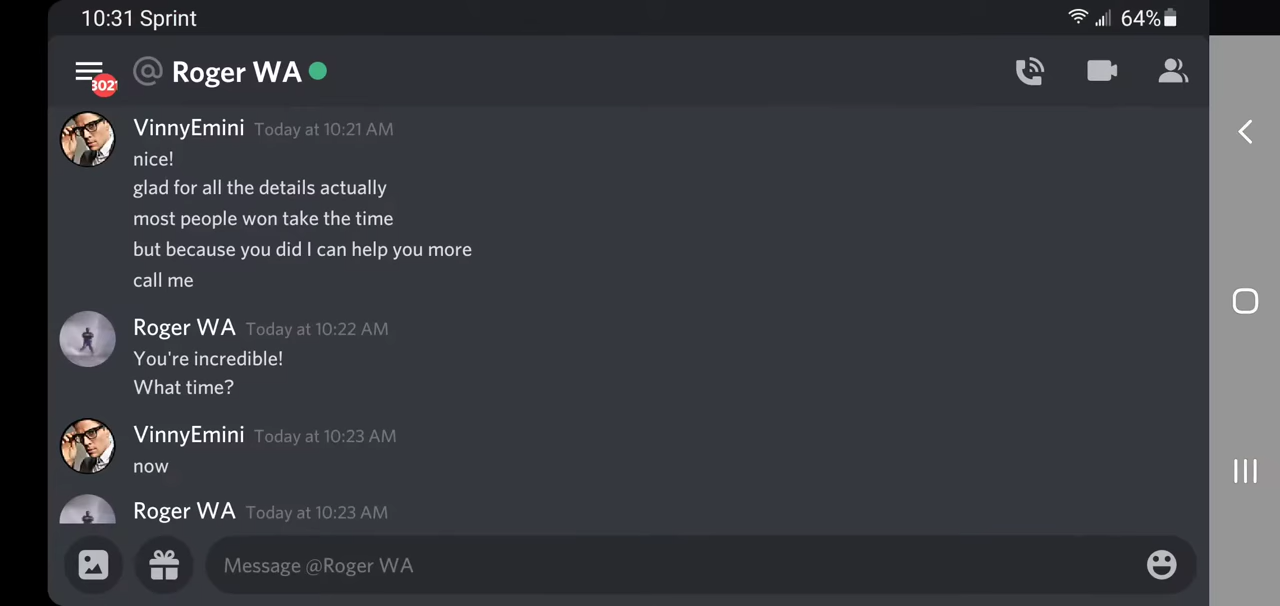 10:31 Sprint
64%
302
@ Roger WA
VinnyEmini Today at 10:21 AM
nice!
glad for all the details actually
most people won take the time
but because you did I can help you more
call me
Roger WA Today at 10:22 AM
You're incredible!
What time?
VinnyEmini Today at 10:23 AM
now
Roger WA Today at 10:23 AM
Message @Roger WA